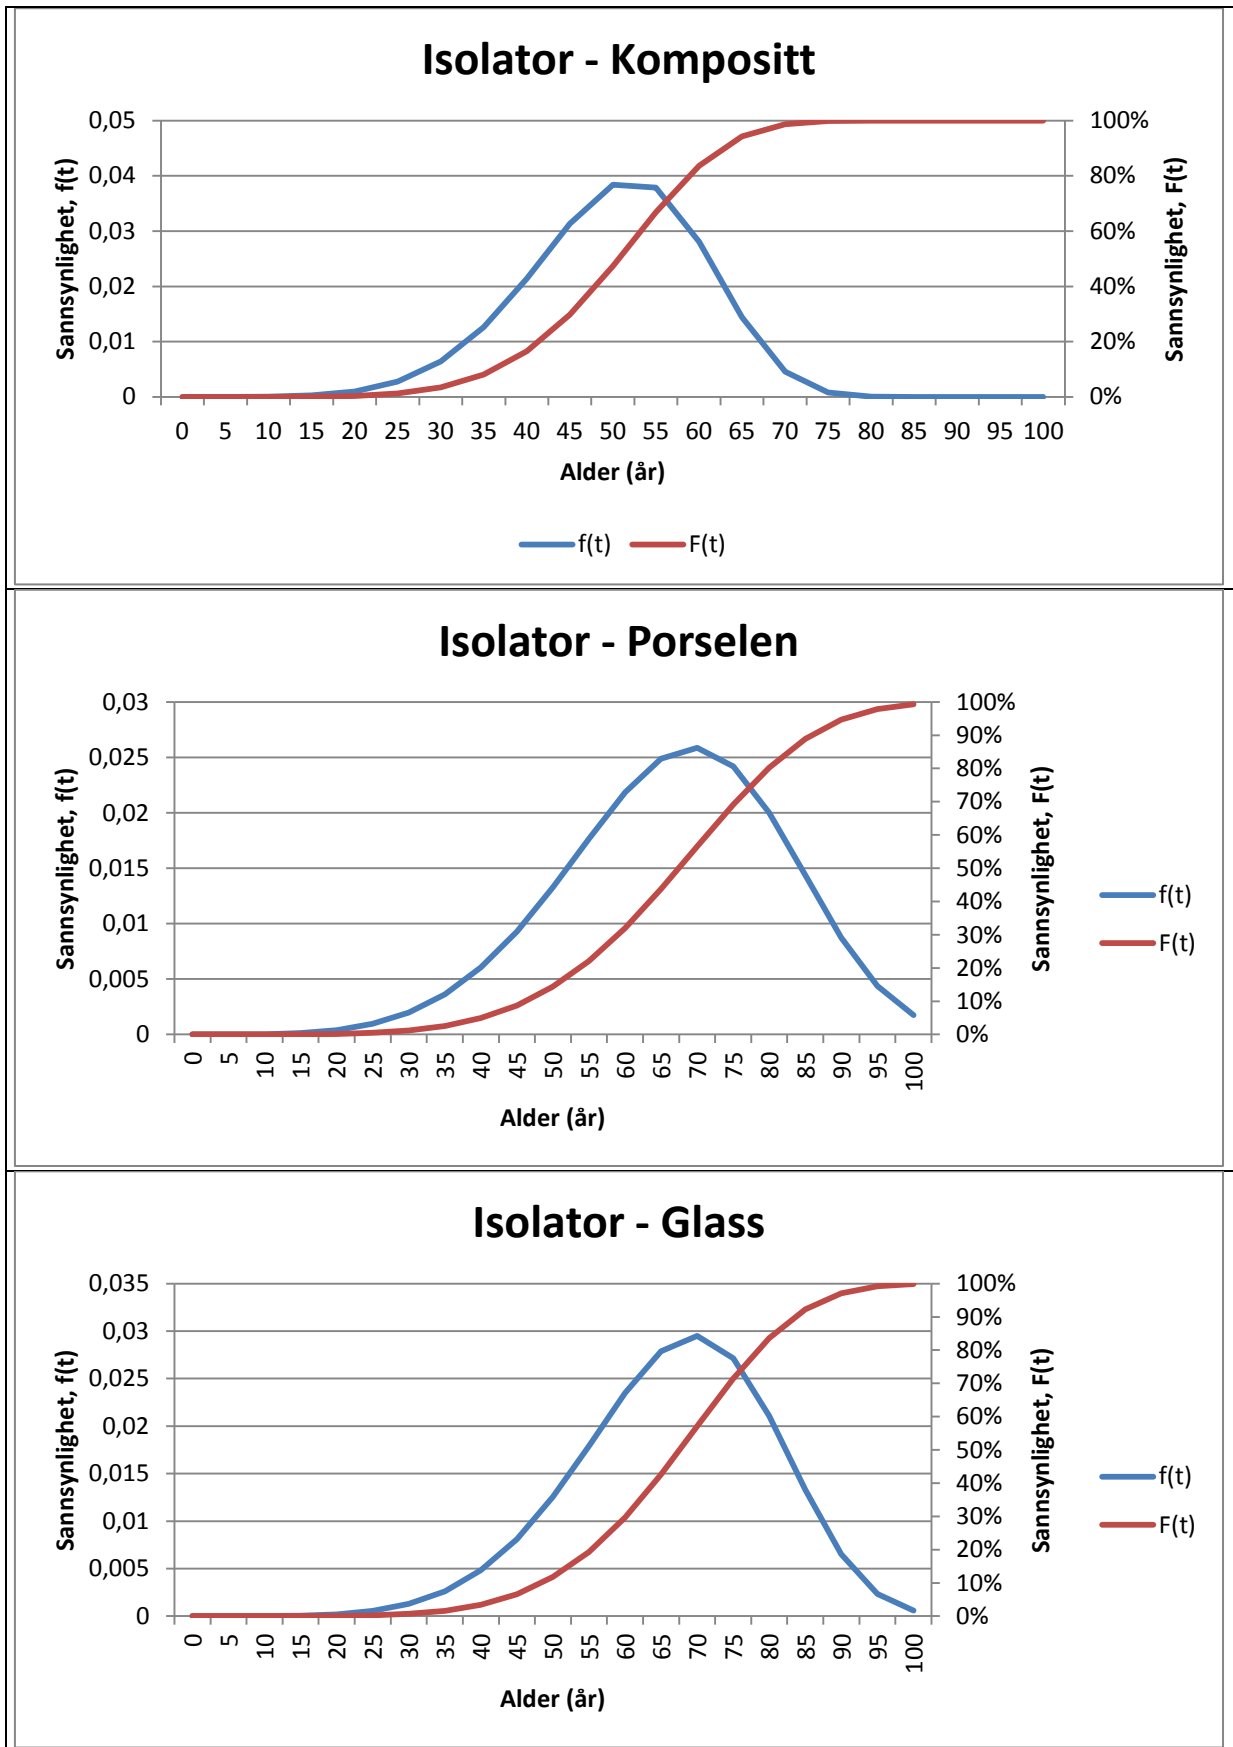 Isolator - Kompositt
0,05
0,04
0,03
0,02
0,01
0
Sannsynlighet, f(t)
100%
80%
60%
40%
20%
0%
Sannsynlighet, F(t)
0 5 10 15 20 25 30 35 40 45 50 55 60 65 70 75 80 85 90 95 100
Alder (år)
f(t) F(t)
Isolator - Porselen
0,03
0,025
0,02
0,015
0,01
0,005
0
Sannsynlighet, f(t)
100%
90%
80%
70%
60%
50%
40%
30%
20%
10%
0%
Sannsynlighet, F(t)
0 5 10 15 20 25 30 35 40 45 50 55 60 65 70 75 80 85 90 95 100
Alder (år)
f(t)
F(t)
Isolator - Glass
0,035
0,03
0,025
0,02
0,015
0,01
0,005
0
Sannsynlighet, f(t)
100%
90%
80%
70%
60%
50%
40%
30%
20%
10%
0%
Sannsynlighet, F(t)
0 5 10 15 20 25 30 35 40 45 50 55 60 65 70 75 80 85 90 95 100
Alder (år)
f(t)
F(t)